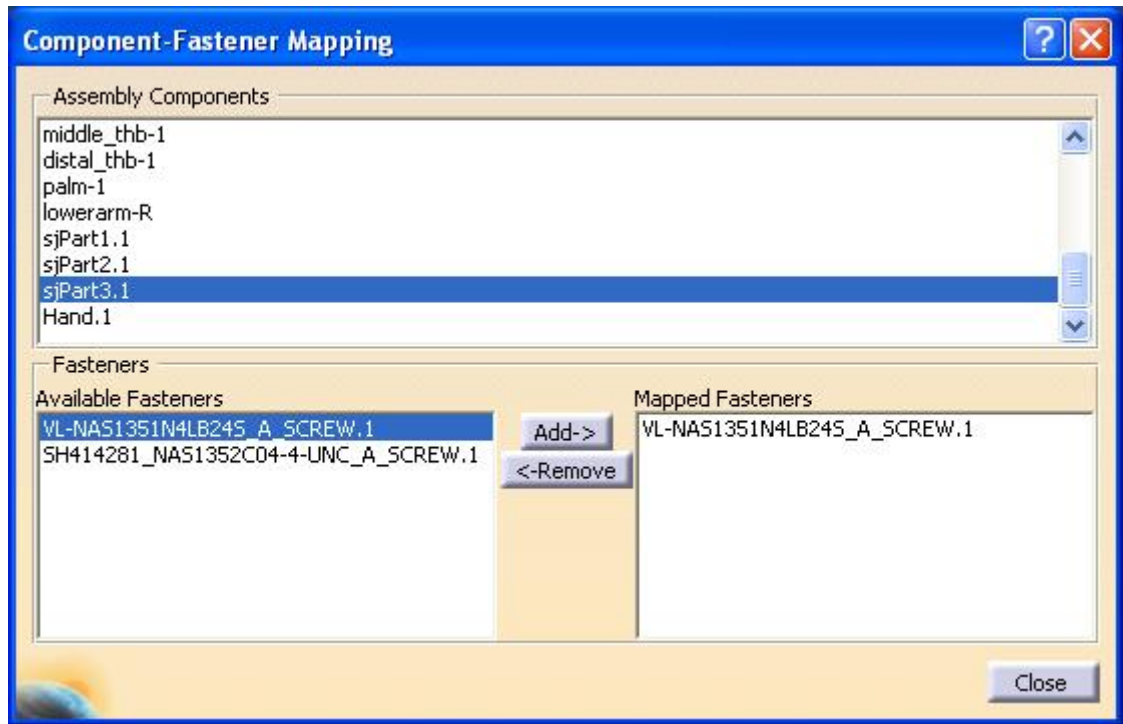 Component-Fastener Mapping
Assembly Components
middle_thb-1
distal_thb-1
palm-1
lowerarm-R
sjPart1.1
sjPart2.1
sjPart3.1
Hand.1
Fasteners
Available Fasteners
VL-NAS1351N4LB24S_A_SCREW.1
SH414281_NAS1352C04-4-UNC_A_SCREW.1
Add->
<-Remove
Mapped Fasteners
VL-NAS1351N4LB24S_A_SCREW.1
Close